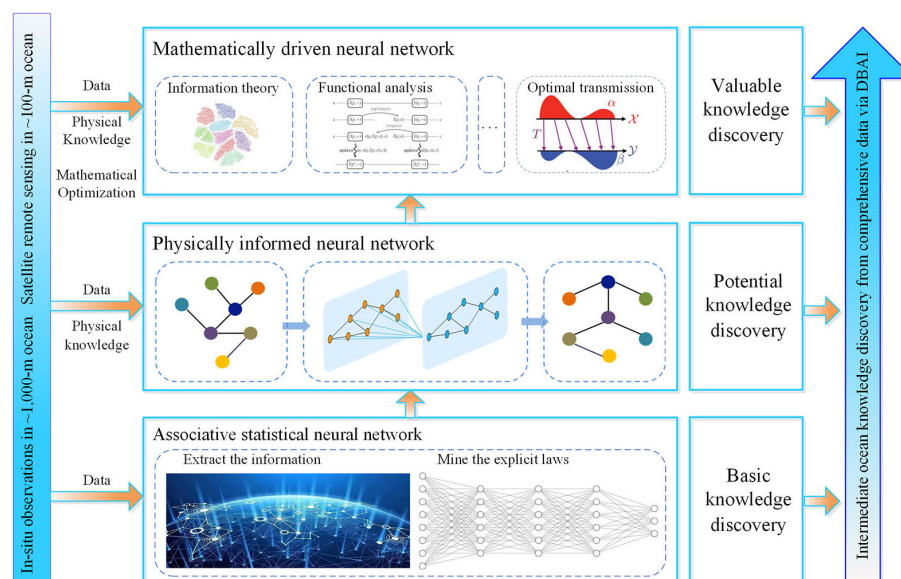 In-situ observations in ~1,000-m ocean Satellite remote sensing in ~100-m ocean
Data
Physical
Knowledge
Mathematical
Optimization
Mathematically driven neural network
Information theory
Functional analysis
implement
request
update
...
Optimal transmission
α
X
T
Y
β
Valuable
knowledge
discovery
Data
Physical
knowledge
Physically informed neural network
Potential
knowledge
discovery
Data
Associative statistical neural network
Extract the information
Mine the explicit laws
Basic
knowledge
discovery
Intermediate ocean knowledge discovery from comprehensive data via DBAI